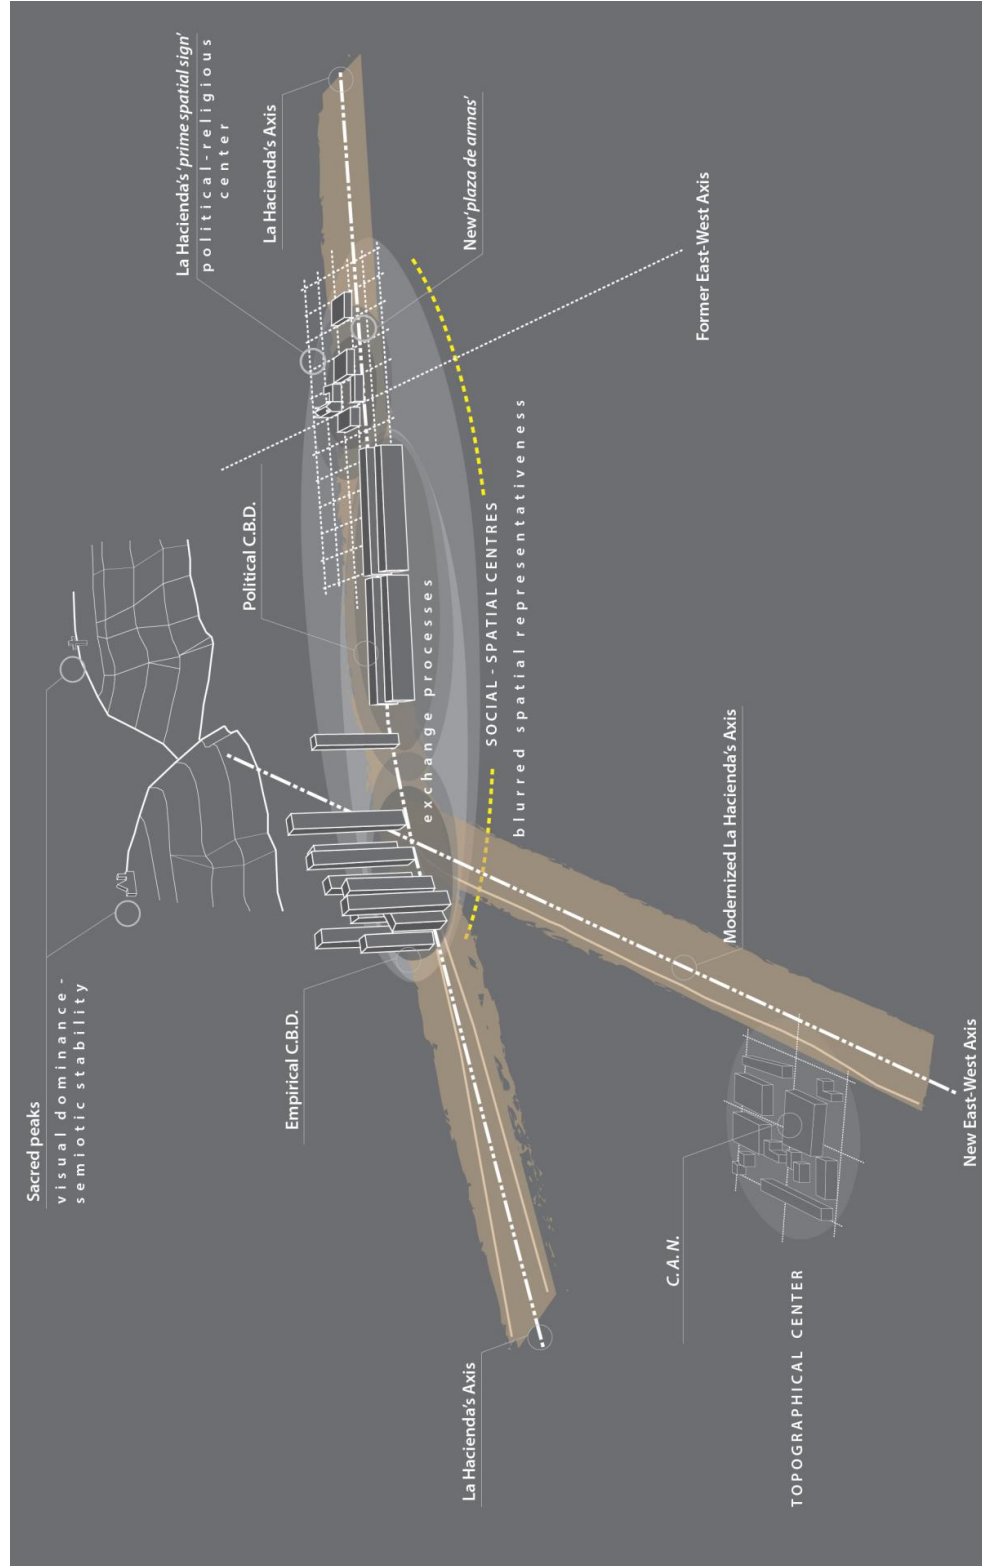 Sacred peaks
visual dominance -
semiotic stability
La Hacienda's 'prime spatial sign'
political-religious
center
La Hacienda's Axis
Political C.B.D.
Empirical C.B.D.
New 'plaza de armas'
exchange processes
La Hacienda's Axis
SOCIAL - SPATIAL CENTRES
blurred spatial representativeness
C. A. N.
Modernized La Hacienda's Axis
Former East-West Axis
TOPOGRAPHICAL CENTER
New East-West Axis